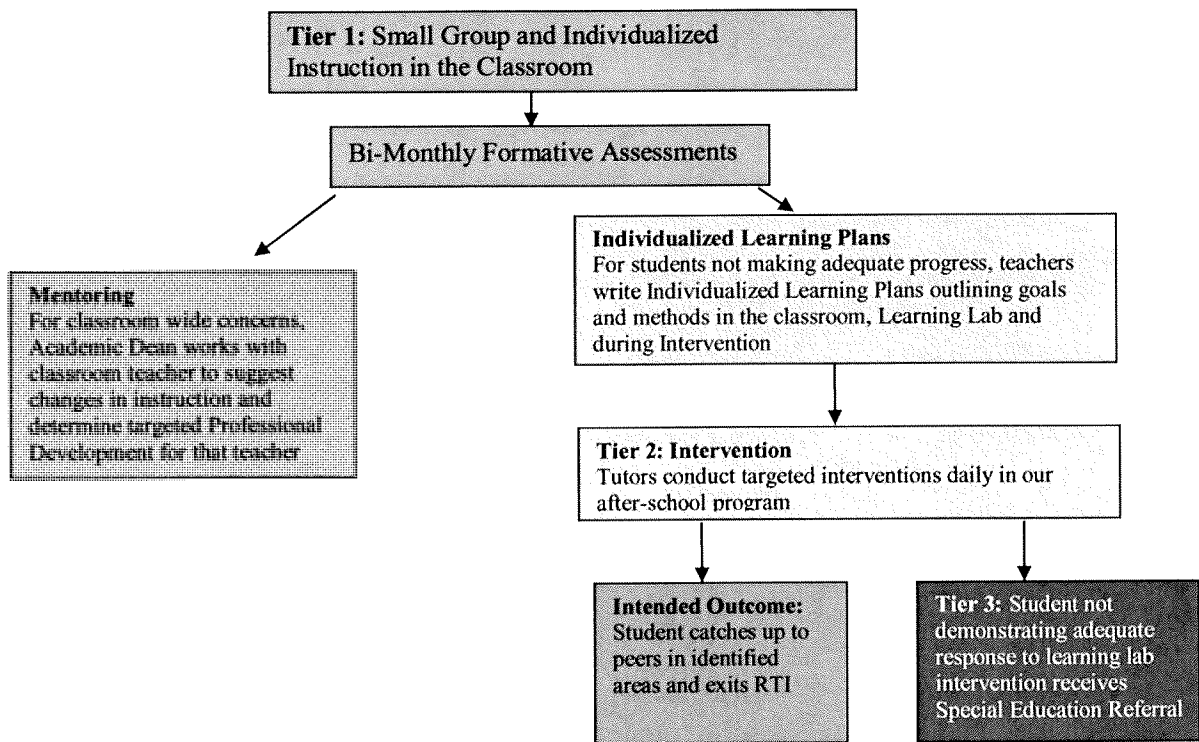 Tier 1: Small Group and Individualized
Instruction in the Classroom
Bi-Monthly Formative Assessments
Individualized Learning Plans
For students not making adequate progress, teachers
write Individualized Learning Plans outlining goals
and methods in the classroom, Learning Lab and
during Intervention
Mentoring
For classroom wide concerns,
Academic Dean works with
classroom teacher to suggest
changes in instruction and
determine targeted Professional
Development for that teacher
Tier 2: Intervention
Tutors conduct targeted interventions daily in our
after-school program
Intended Outcome:
Student catches up to
peers in identified
areas and exits RTI
Tier 3: Student not
demonstrating adequate
response to learning lab
intervention receives
Special Education Referral